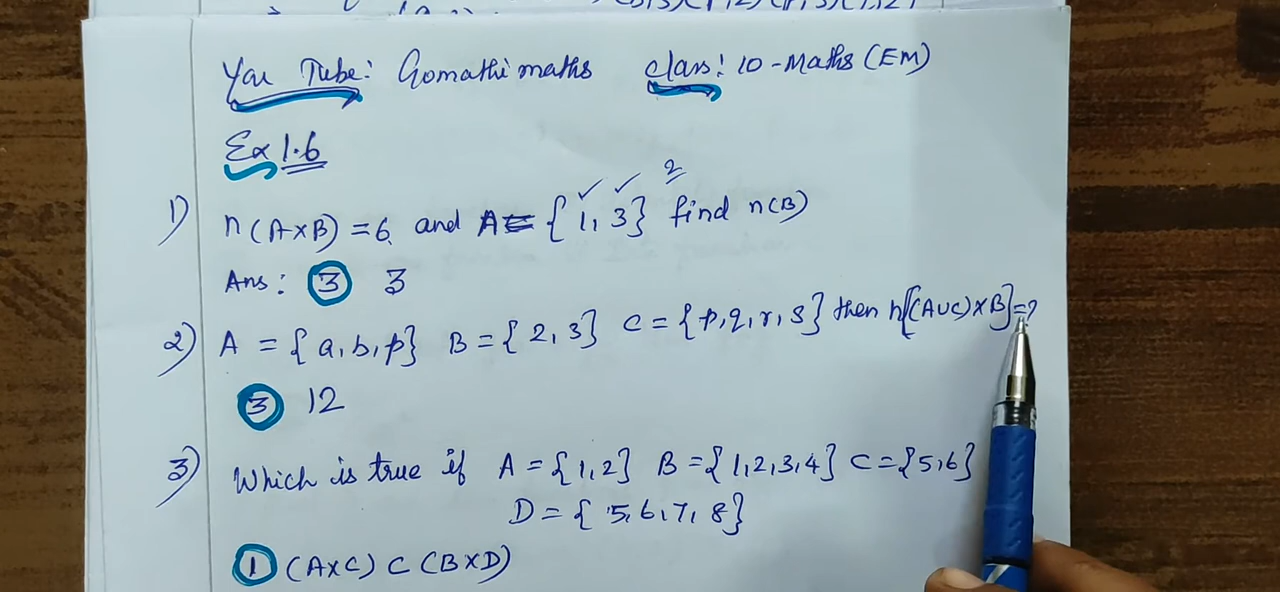 You Tube: Gomathi maths class: 10-Maths (EM)
Ex 1.6
1) n(A×B)=6 and A= {1, 3} find n(B)
2
Ans: 3 3
2) A = {a, b, p} B = {2, 3} C = {p, q, r, s} then n[(A∪C)×B]=?
3 12
3) Which is true if A = {1,2} B = {1,2,3,4} C = {5,6}
D = {5,6,7,8}
1 (A×C) ⊂ (B×D)